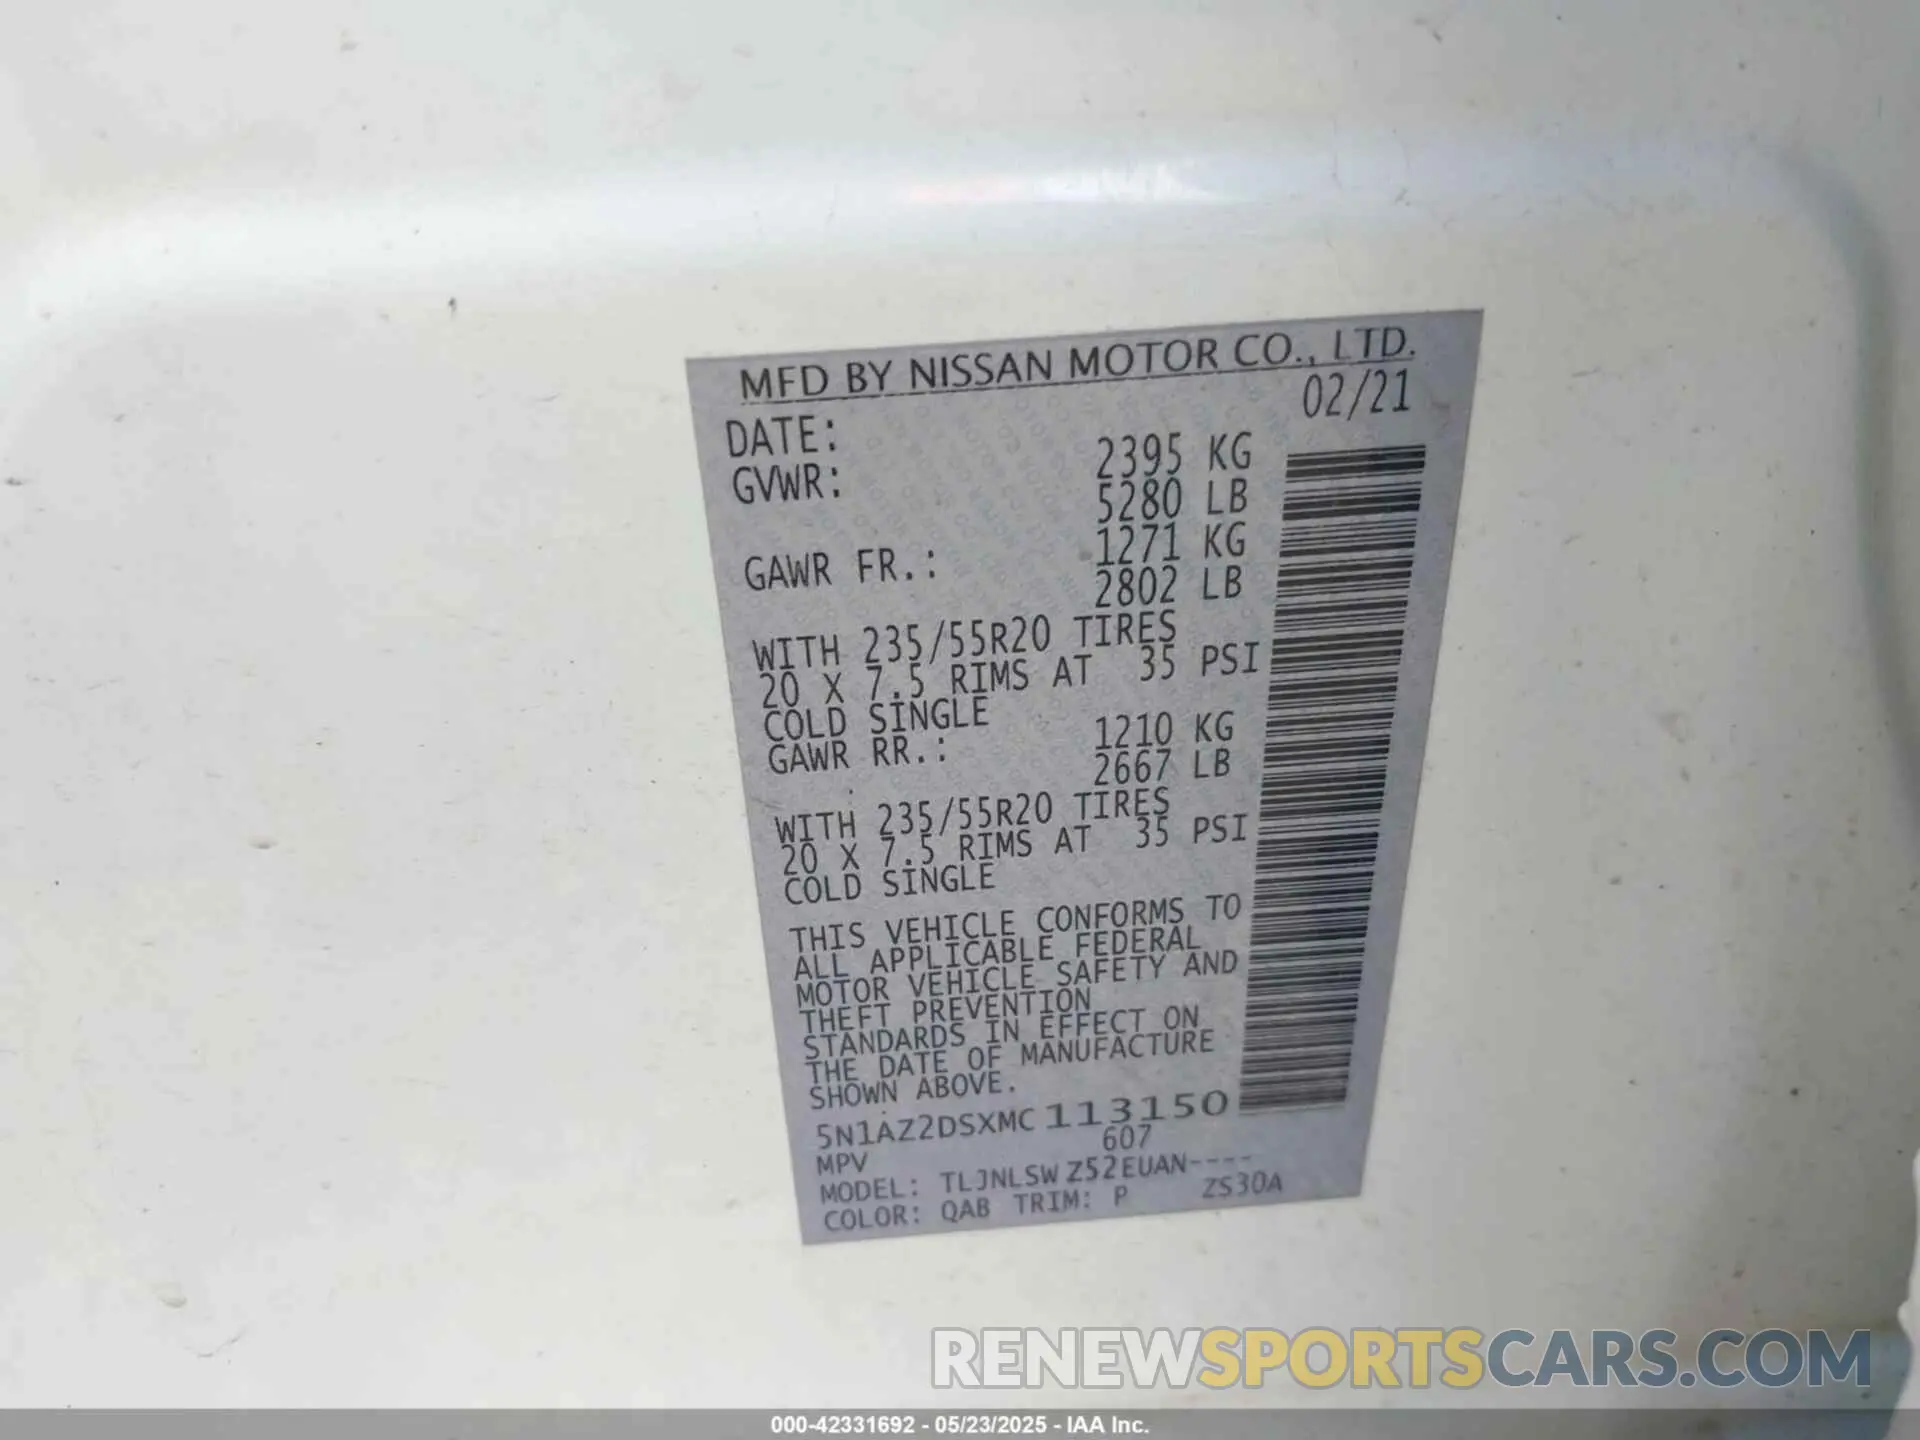 MFD BY NISSAN MOTOR CO., LTD.
DATE: 02/21
GVWR: 2395 KG
5280 LB
GAWR FR.: 1271 KG
2802 LB
WITH 235/55R20 TIRES
20 X 7.5 RIMS AT 35 PSI
COLD SINGLE
GAWR RR.: 1210 KG
2667 LB
WITH 235/55R20 TIRES
20 X 7.5 RIMS AT 35 PSI
COLD SINGLE
THIS VEHICLE CONFORMS TO
ALL APPLICABLE FEDERAL
MOTOR VEHICLE SAFETY AND
THEFT PREVENTION
STANDARDS IN EFFECT ON
THE DATE OF MANUFACTURE
SHOWN ABOVE.
5N1AZ2DSXMC113150
MPV 607
MODEL: TLJNLSWZ52EUAN----
COLOR: QAB TRIM: P ZS30A
RENEWSPORTSCARS.COM
000-42331692 - 05/23/2025 - IAA Inc.